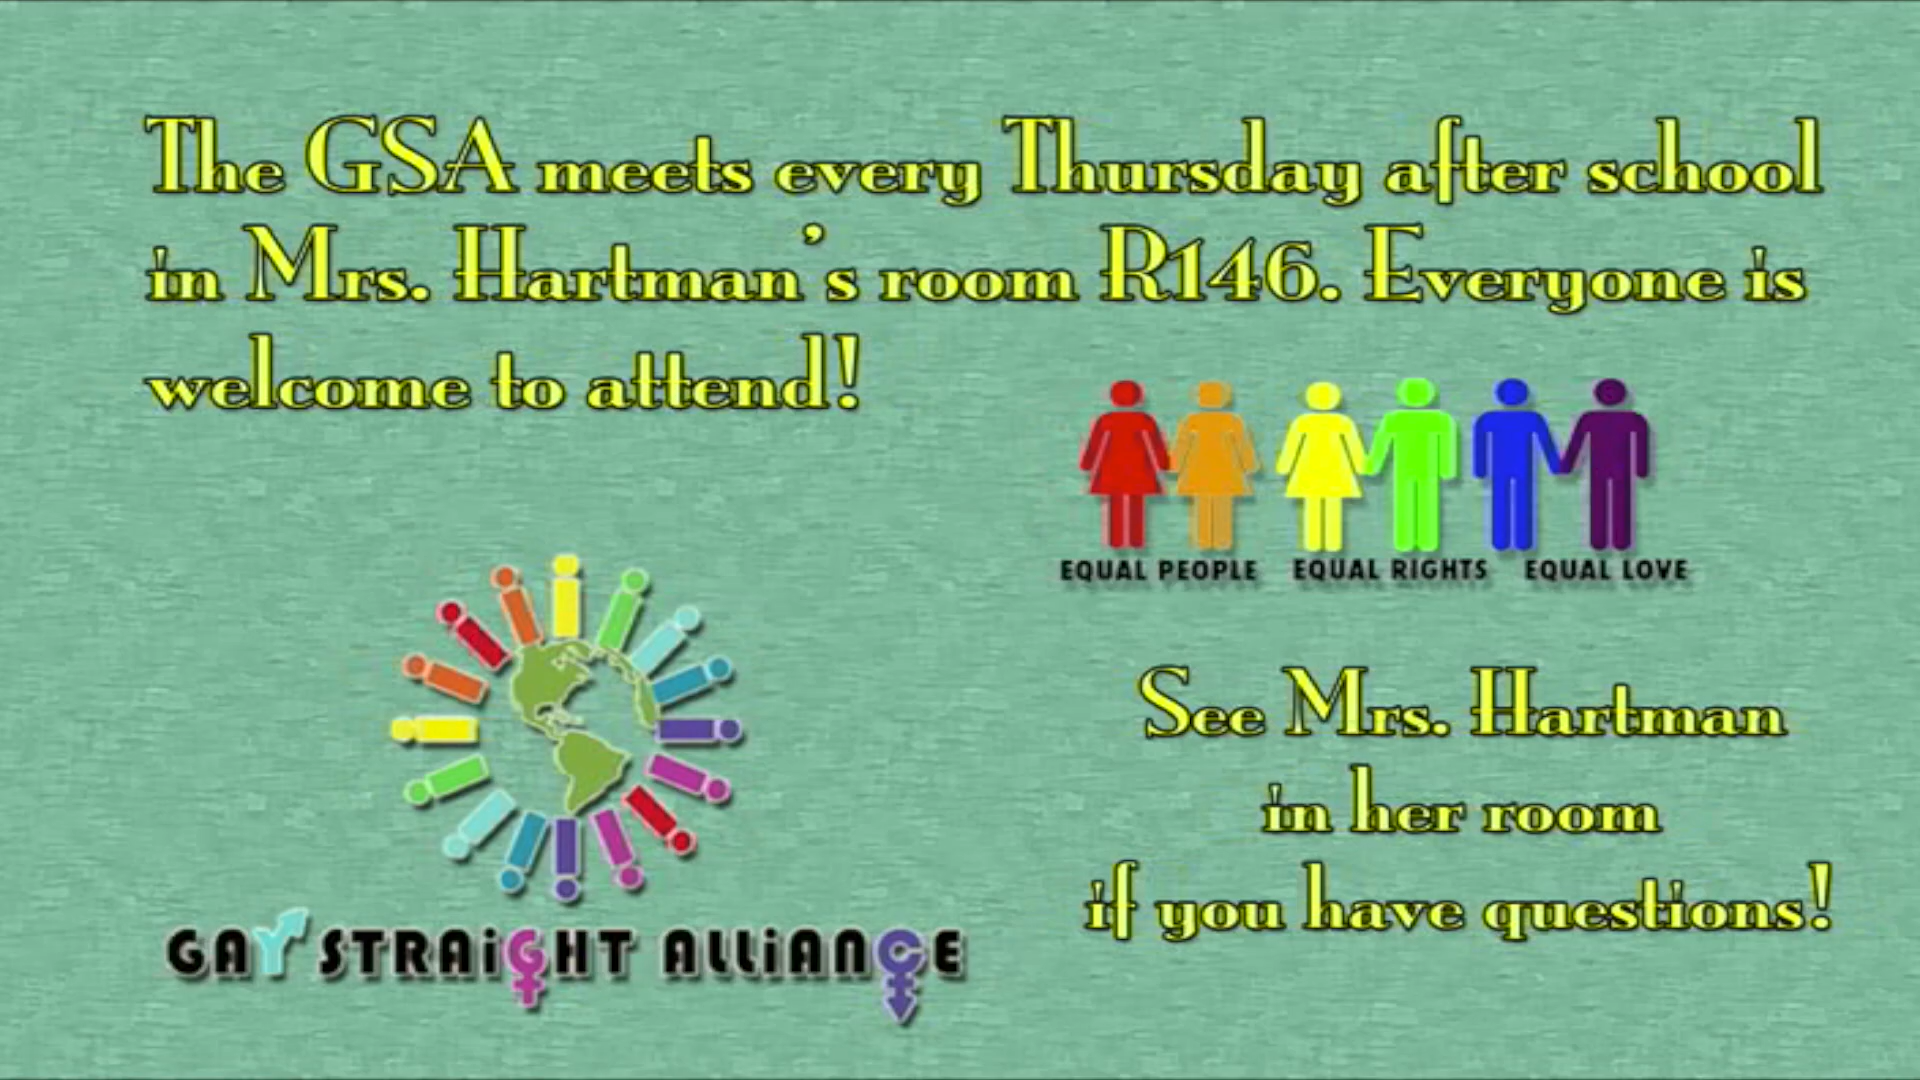 The GSA meets every Thursday after school
in Mrs. Hartman's room R146. Everyone is
welcome to attend!
EQUAL PEOPLE EQUAL RIGHTS EQUAL LOVE
See Mrs. Hartman
in her room
if you have questions!
GAY STRAiGHT ALLiANCE